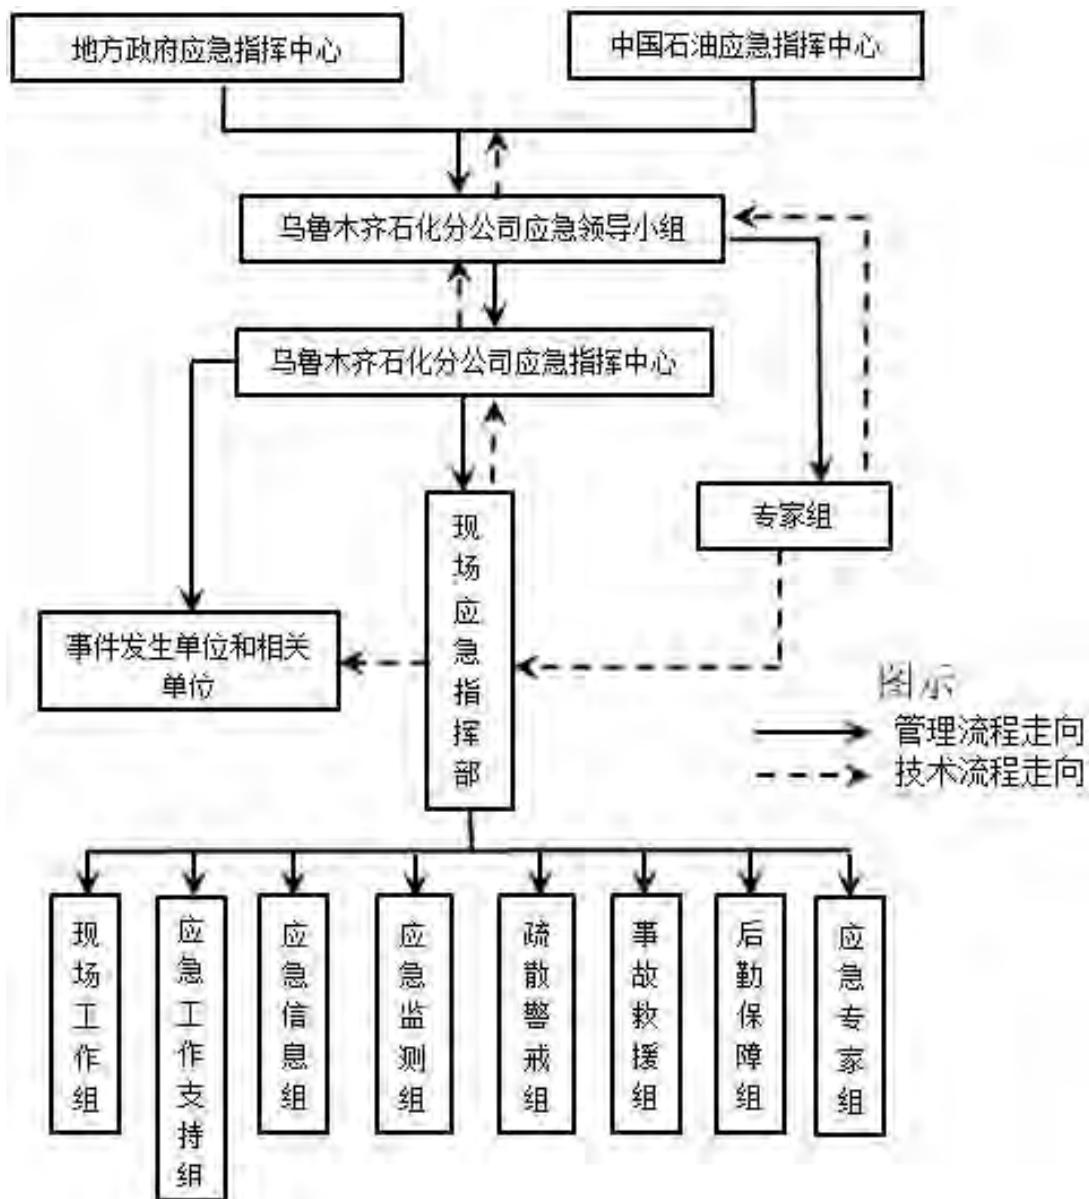 地方政府应急指挥中心
中国石油应急指挥中心
乌鲁木齐石化分公司应急领导小组
乌鲁木齐石化分公司应急指挥中心
专家组
现场应急指挥部
事件发生单位和相关
单位
图示
管理流程走向
技术流程走向
现场工作组
应急工作支持组
应急信息组
应急监测组
疏散警戒组
事故救援组
后勤保障组
应急专家组